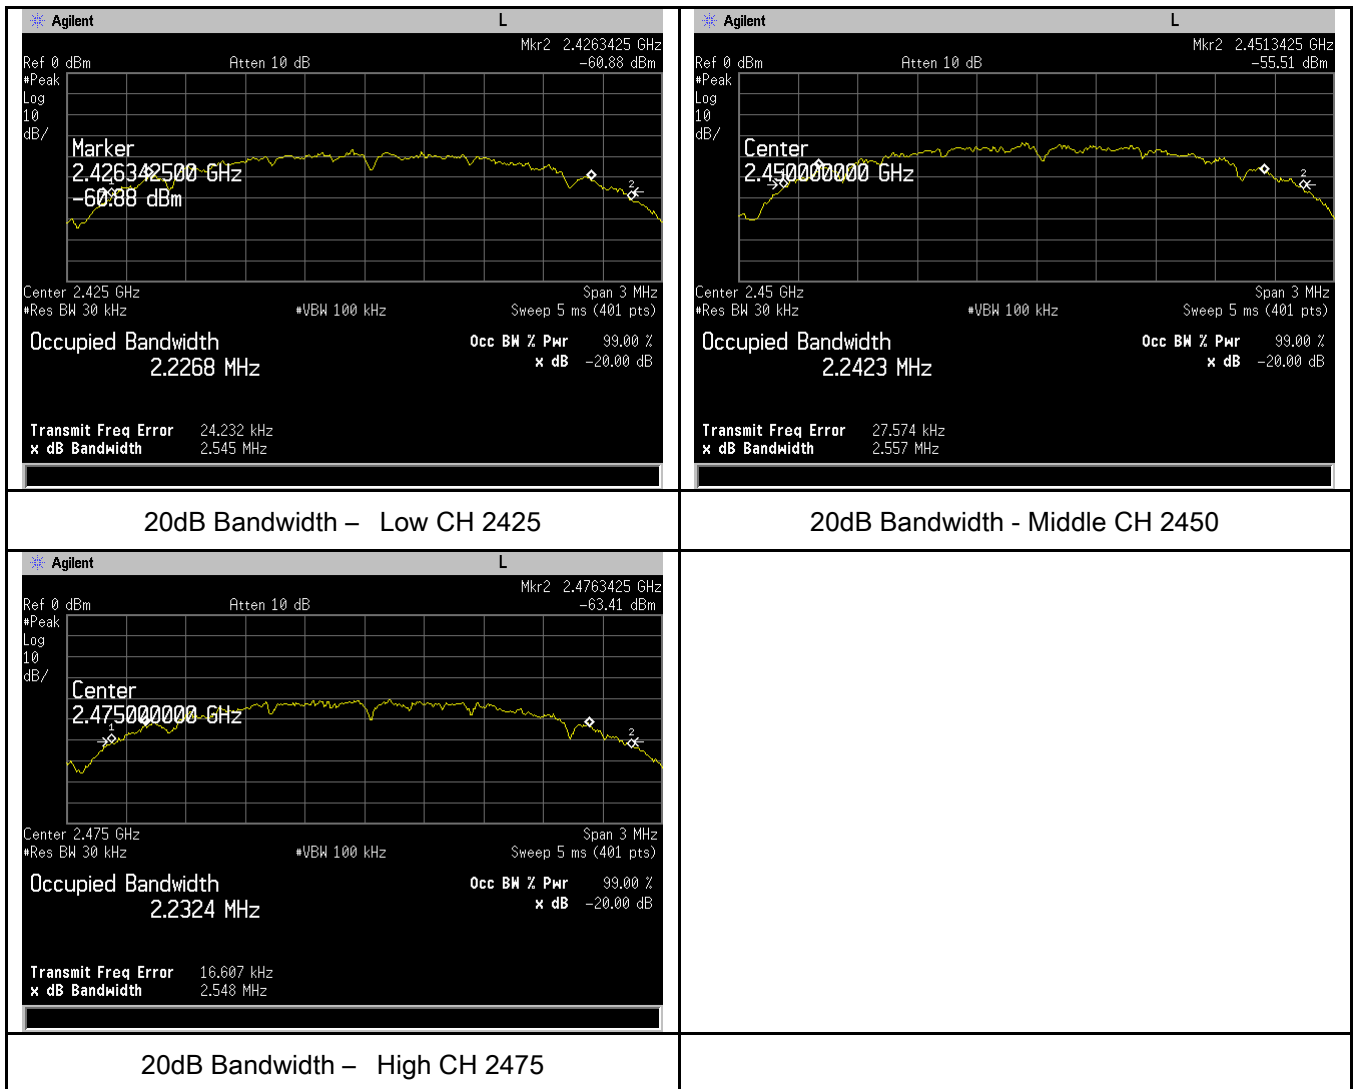 Agilent L
Mkr2 2.4263425 GHz
Ref 0 dBm Atten 10 dB -60.88 dBm
#Peak
Log
10
dB/
Marker
2.426342500 GHz
-60.88 dBm
1
2
Center 2.425 GHz Span 3 MHz
#Res BW 30 kHz #VBW 100 kHz Sweep 5 ms (401 pts)
Occupied Bandwidth Occ BW % Pwr 99.00 %
2.2268 MHz x dB -20.00 dB
Transmit Freq Error 24.232 kHz
x dB Bandwidth 2.545 MHz
20dB Bandwidth – Low CH 2425
Agilent L
Mkr2 2.4513425 GHz
Ref 0 dBm Atten 10 dB -55.51 dBm
#Peak
Log
10
dB/
Center
2.450000000 GHz
2
Center 2.45 GHz Span 3 MHz
#Res BW 30 kHz #VBW 100 kHz Sweep 5 ms (401 pts)
Occupied Bandwidth Occ BW % Pwr 99.00 %
2.2423 MHz x dB -20.00 dB
Transmit Freq Error 27.574 kHz
x dB Bandwidth 2.557 MHz
20dB Bandwidth - Middle CH 2450
Agilent L
Mkr2 2.4763425 GHz
Ref 0 dBm Atten 10 dB -63.41 dBm
#Peak
Log
10
dB/
Center
2.475000000 GHz
1
2
Center 2.475 GHz Span 3 MHz
#Res BW 30 kHz #VBW 100 kHz Sweep 5 ms (401 pts)
Occupied Bandwidth Occ BW % Pwr 99.00 %
2.2324 MHz x dB -20.00 dB
Transmit Freq Error 16.607 kHz
x dB Bandwidth 2.548 MHz
20dB Bandwidth – High CH 2475